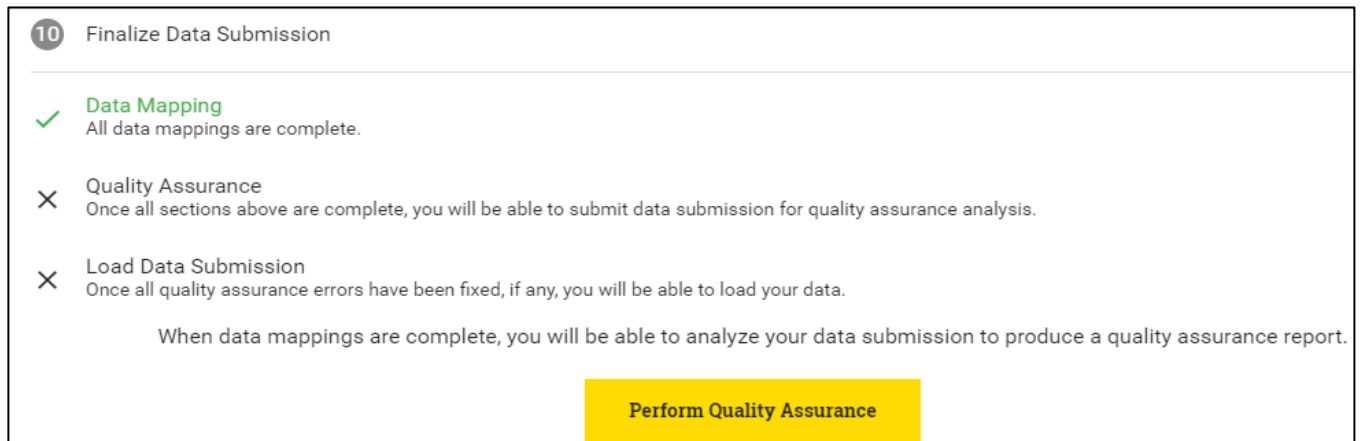 10 Finalize Data Submission
Data Mapping
All data mappings are complete.
Quality Assurance
Once all sections above are complete, you will be able to submit data submission for quality assurance analysis.
Load Data Submission
Once all quality assurance errors have been fixed, if any, you will be able to load your data.
When data mappings are complete, you will be able to analyze your data submission to produce a quality assurance report.
Perform Quality Assurance